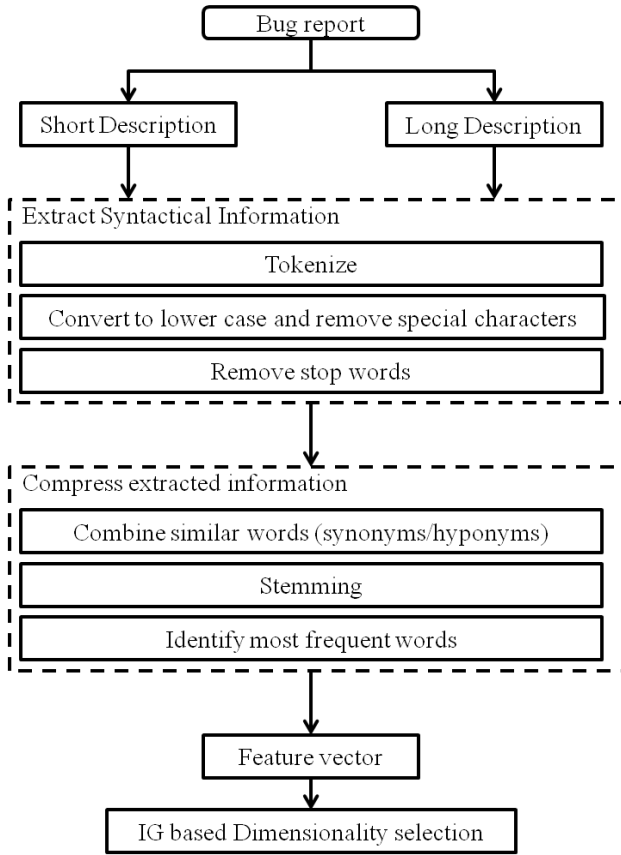 Bug report
Short Description
Long Description
Extract Syntactical Information
Tokenize
Convert to lower case and remove special characters
Remove stop words
Compress extracted information
Combine similar words (synonyms/hyponyms)
Stemming
Identify most frequent words
Feature vector
IG based Dimensionality selection